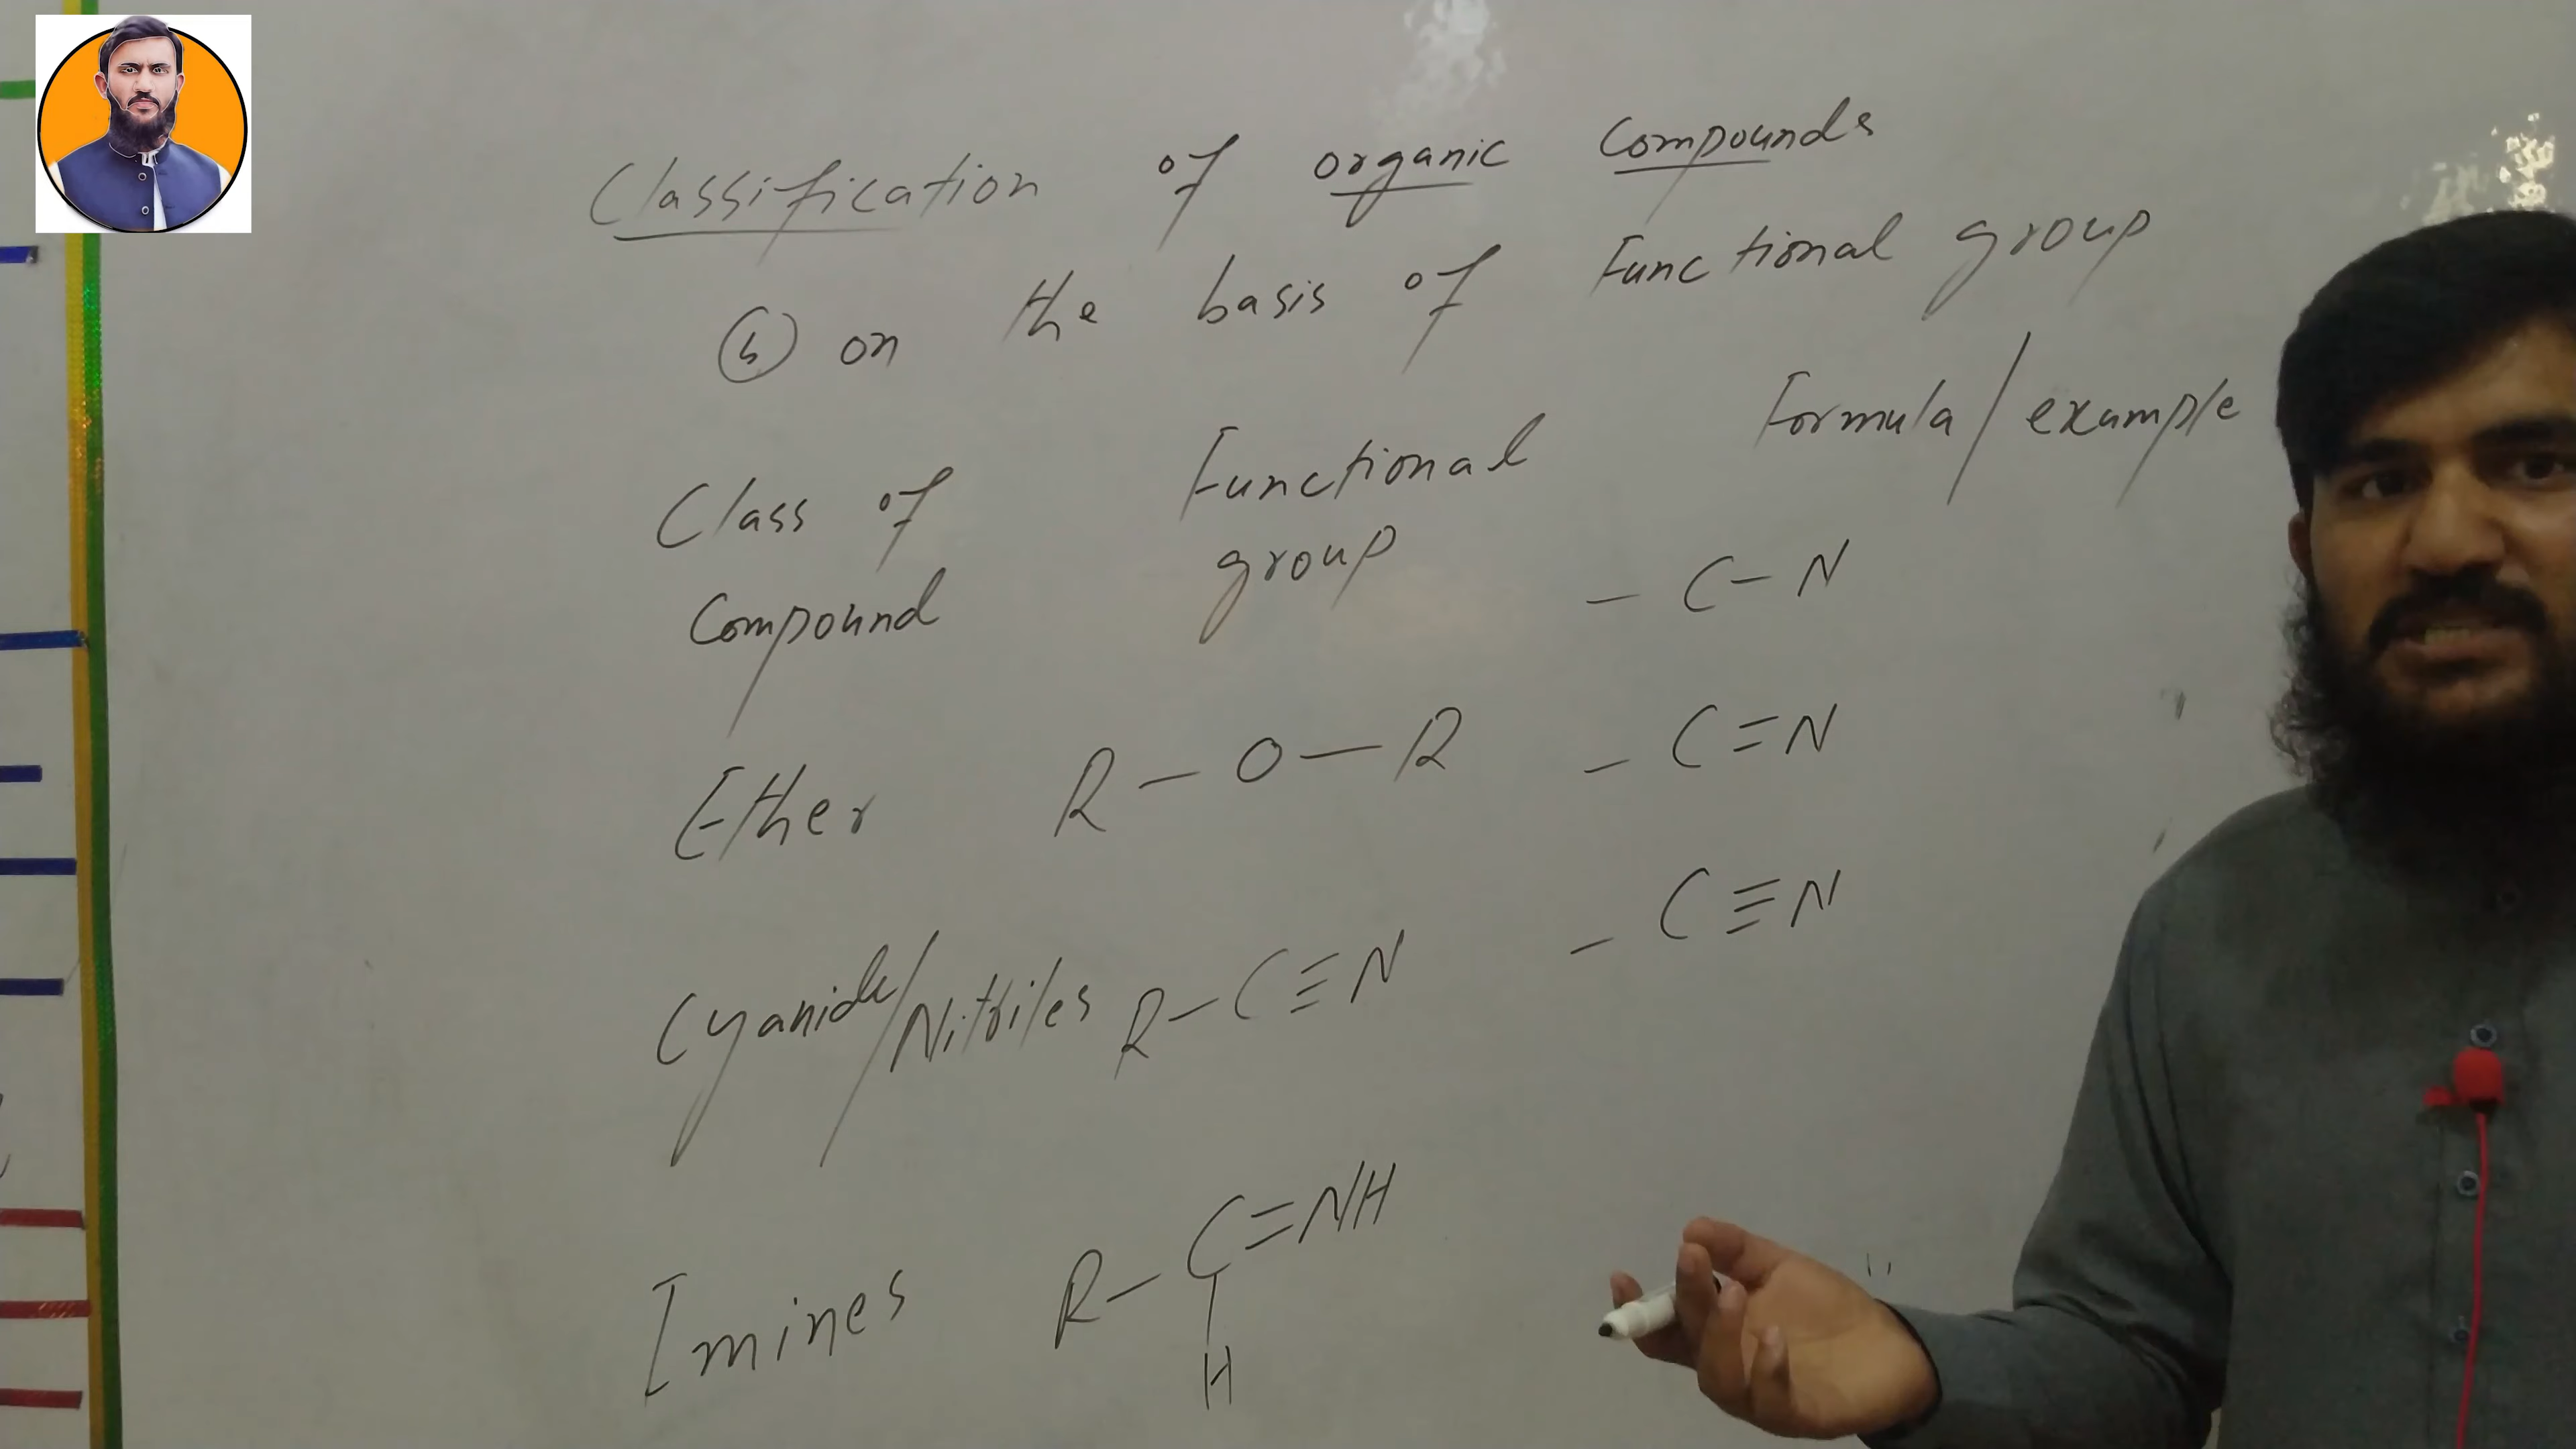 Classification of organic Compounds
(b) on the basis of Functional group
Class of Compound
Functional group
Formula / example
- C - N
Ether R - O - R - C = N
Cyanide/Nitriles R - C ≡ N - C ≡ N
Imines R - C = NH
H